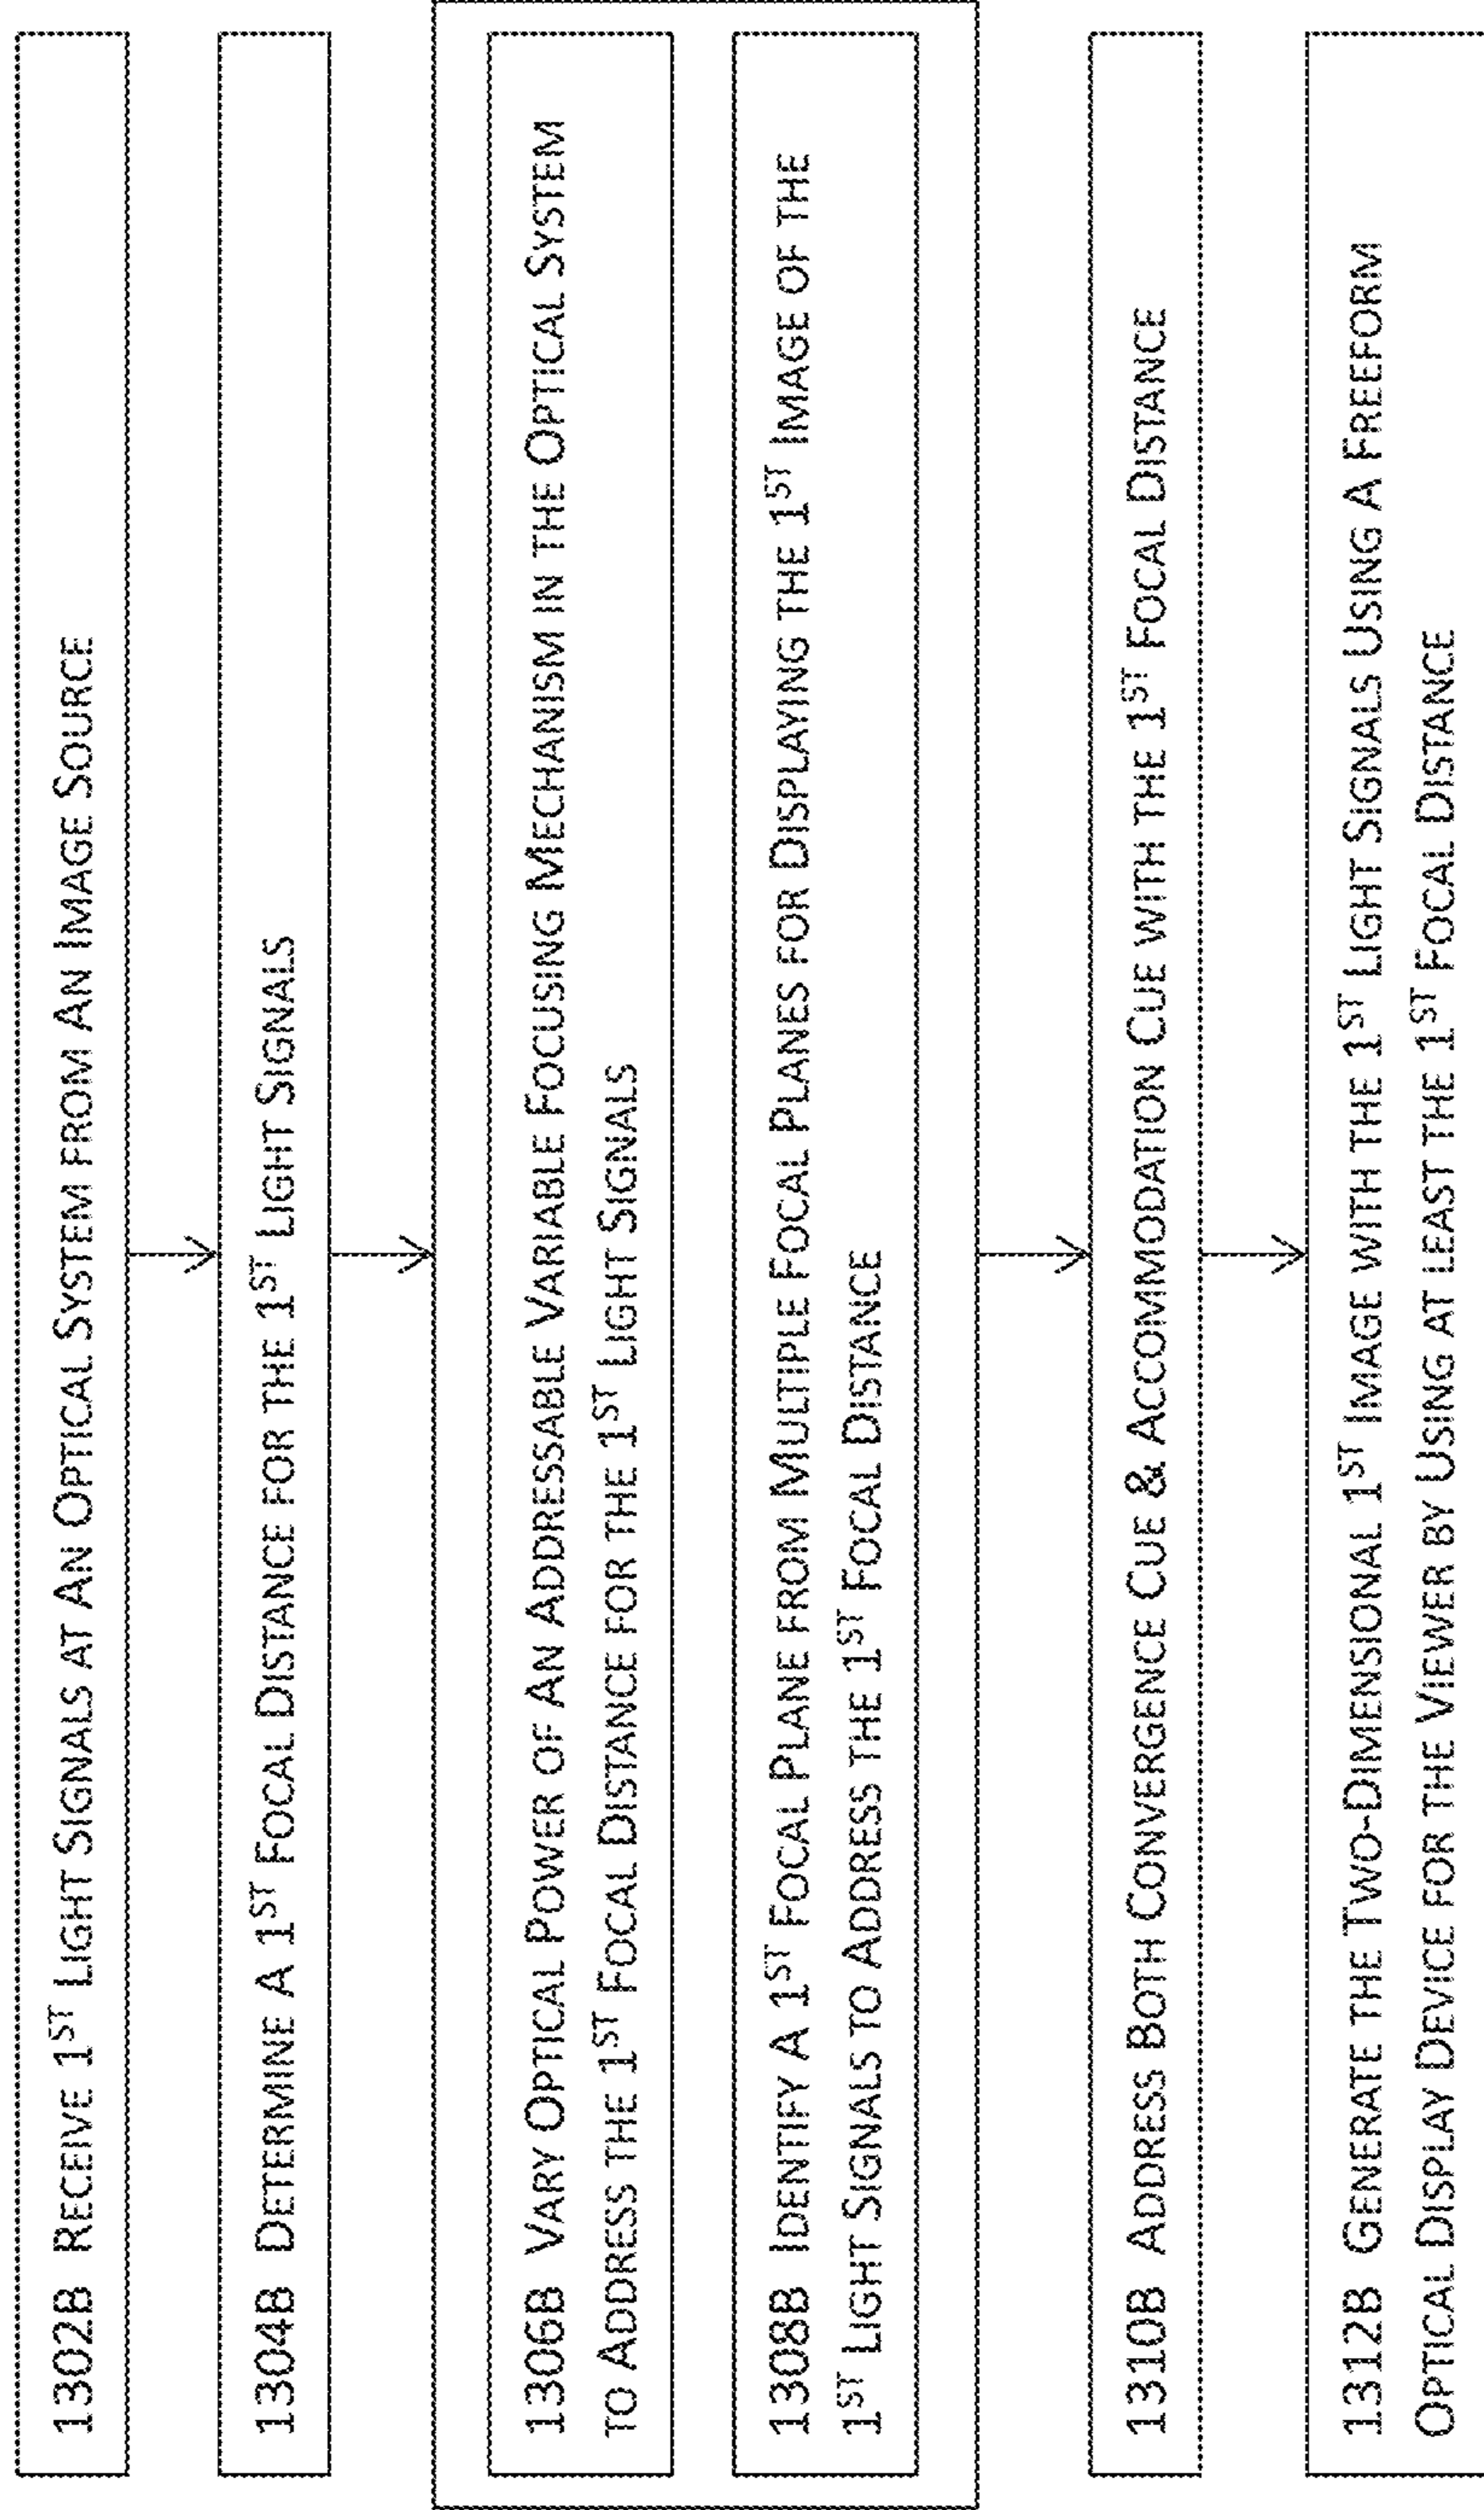 1302B RECEIVE 1ST LIGHT SIGNALS AT AN OPTICAL SYSTEM FROM AN IMAGE SOURCE
1304B DETERMINE A 1ST FOCAL DISTANCE FOR THE 1ST LIGHT SIGNALS
1306B VARY OPTICAL POWER OF AN ADDRESSABLE VARIABLE FOCUSING MECHANISM IN THE OPTICAL SYSTEM
TO ADDRESS THE 1ST FOCAL DISTANCE FOR THE 1ST LIGHT SIGNALS
1308B IDENTIFY A 1ST FOCAL PLANE FROM MULTIPLE FOCAL PLANES FOR DISPLAYING THE 1ST IMAGE OF THE
1ST LIGHT SIGNALS TO ADDRESS THE 1ST FOCAL DISTANCE
1310B ADDRESS BOTH CONVERGENCE CUE & ACCOMMODATION CUE WITH THE 1ST FOCAL DISTANCE
1312B GENERATE THE TWO-DIMENSIONAL 1ST IMAGE WITH THE 1ST LIGHT SIGNALS USING A FREEFORM
OPTICAL DISPLAY DEVICE FOR THE VIEWER BY USING AT LEAST THE 1ST FOCAL DISTANCE